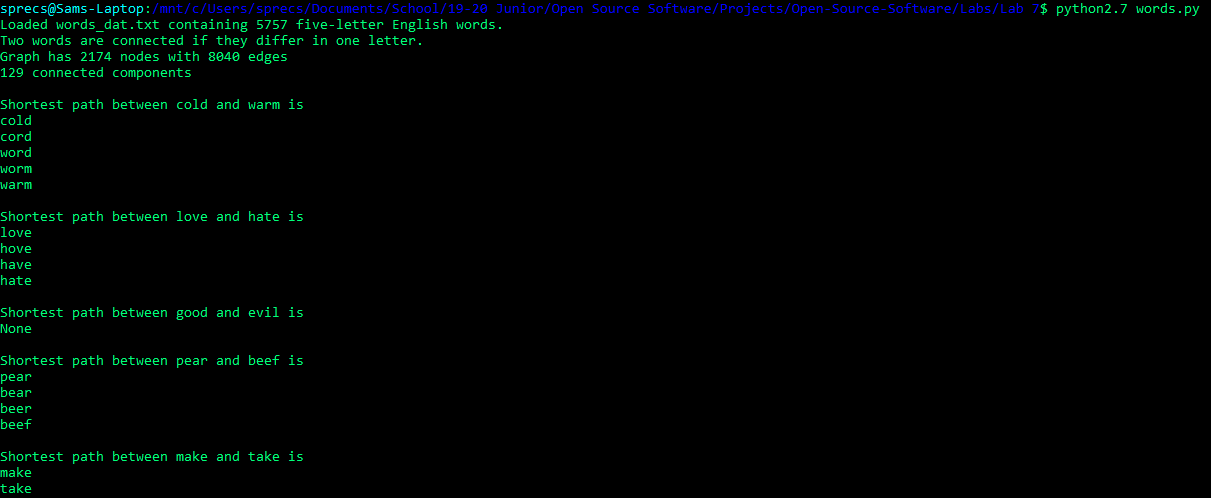 sprecs@Sams-Laptop:/mnt/c/Users/sprecs/Documents/School/19-20 Junior/Open Source Software/Projects/Open-Source-Software/Labs/Lab 7$ python2.7 words.py
Loaded words_dat.txt containing 5757 five-letter English words.
Two words are connected if they differ in one letter.
Graph has 2174 nodes with 8040 edges
129 connected components

Shortest path between cold and warm is
cold
cord
word
worm
warm

Shortest path between love and hate is
love
hove
have
hate

Shortest path between good and evil is
None

Shortest path between pear and beef is
pear
bear
beer
beef

Shortest path between make and take is
make
take